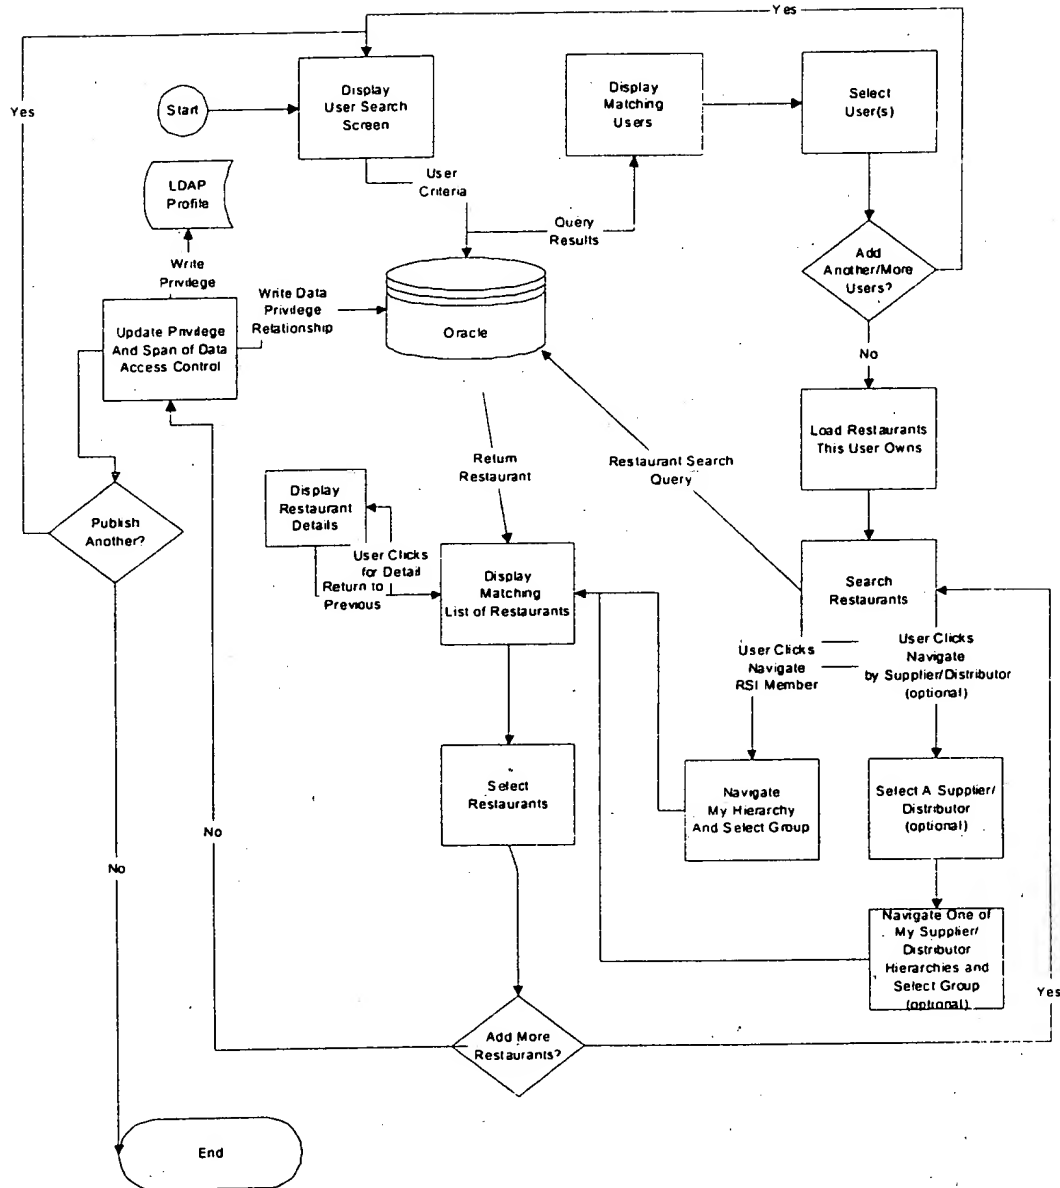 Yes
Yes
Start
Display
User Search
Screen
Display
Matching
Users
Select
User(s)
LDAP
Profile
User
Criteria
Query
Results
Add
Another/More
Users?
Write
Privilege
Write Data
Privilege
Relationship
Oracle
Update Privilege
And Span of Data
Access Control
No
Load Restaurants
This User Owns
Return
Restaurant
Restaurant Search
Query
Display
Restaurant
Details
Publish
Another?
User Clicks
for Detail
Return to
Previous
Display
Matching
List of Restaurants
Search
Restaurants
User Clicks
Navigate
RSI Member
User Clicks
Navigate
by Supplier/Distributor
(optional)
Select
Restaurants
Navigate
My Hierarchy
And Select Group
Select A Supplier/
Distributor
(optional)
No
No
Navigate One of
My Supplier/
Distributor
Hierarchies and
Select Group
(optional)
Yes
Add More
Restaurants?
End